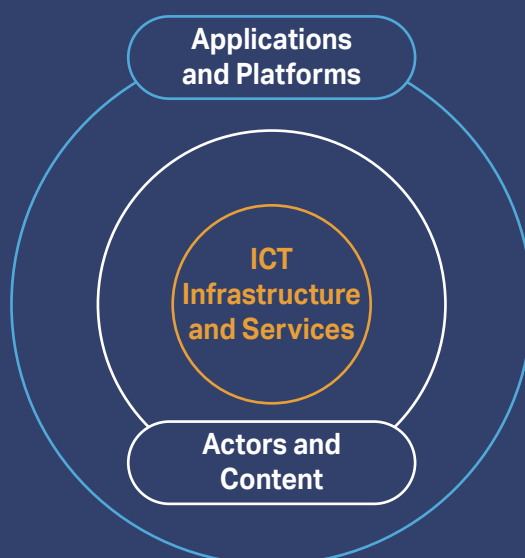 Applications
and Platforms
ICT
Infrastructure
and Services
Actors and
Content